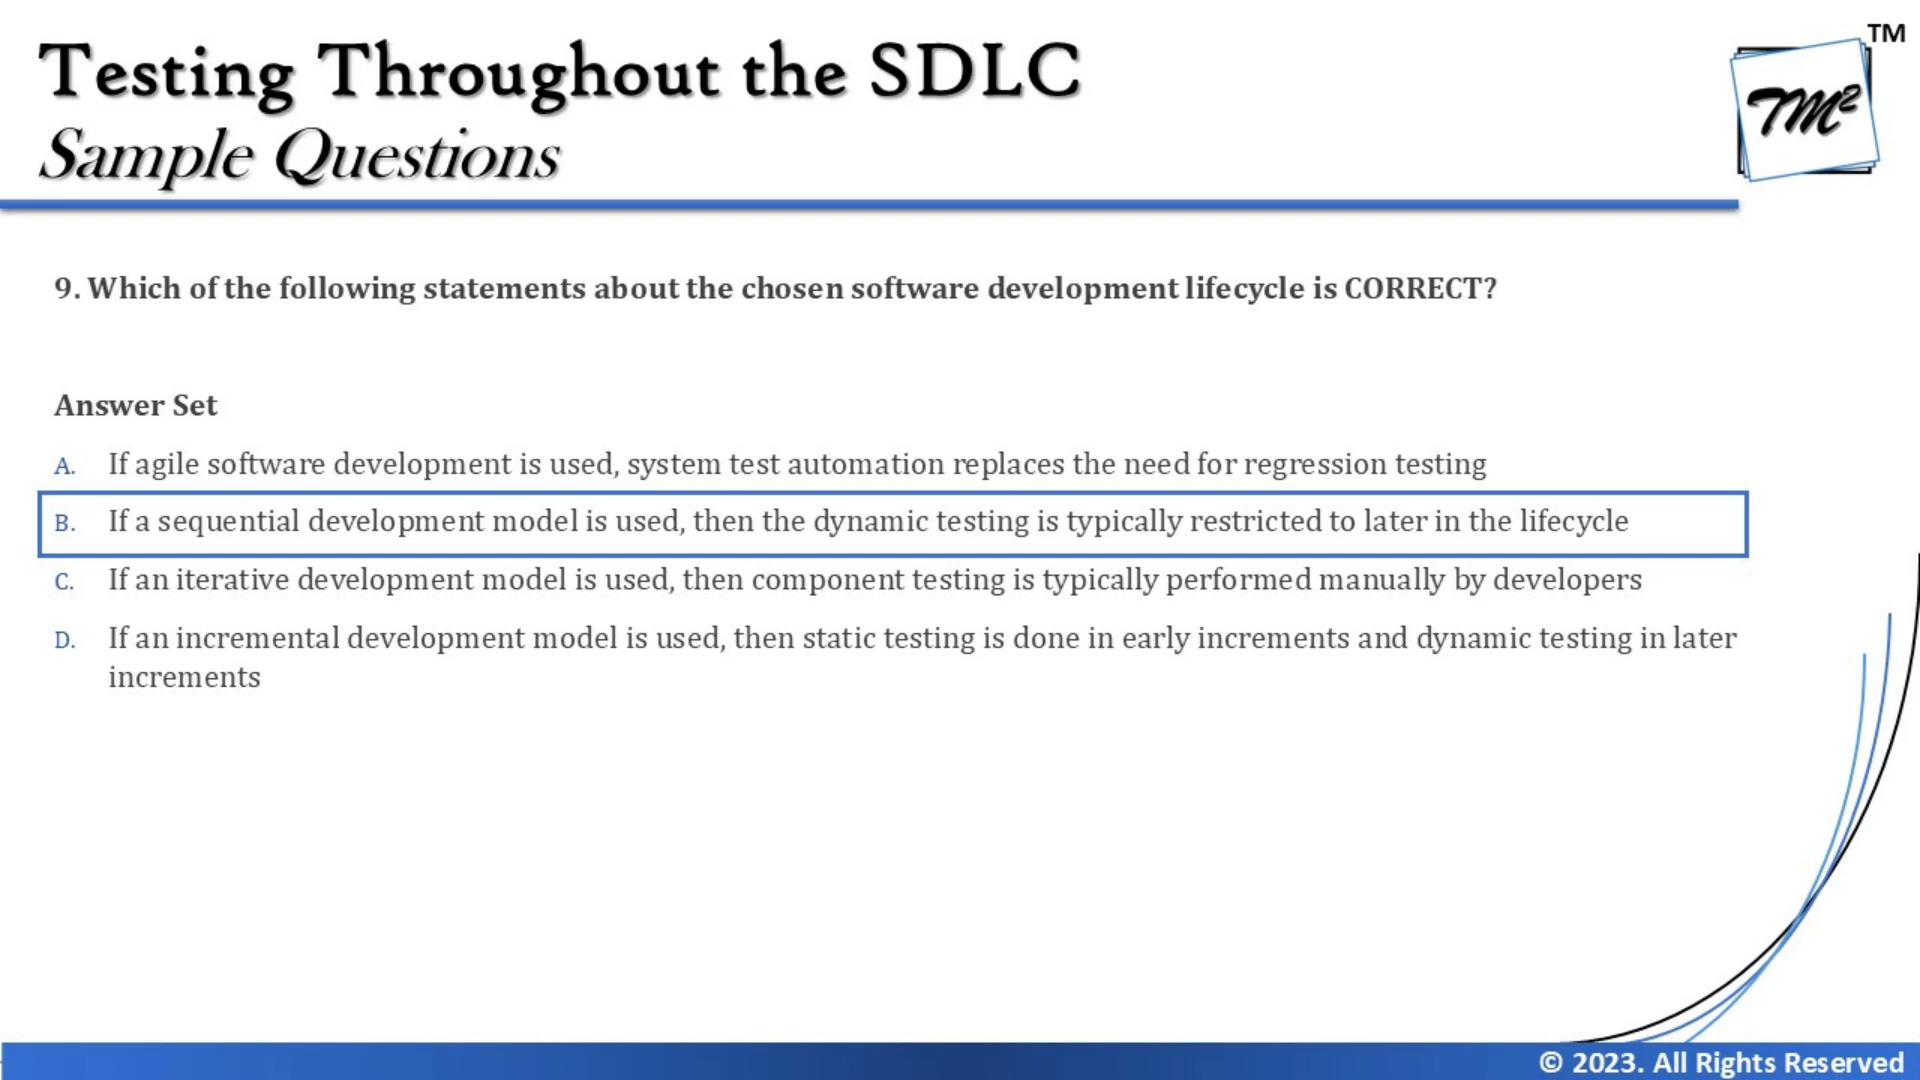 Testing Throughout the SDLC
Sample Questions
TM
TM²
9. Which of the following statements about the chosen software development lifecycle is CORRECT?
Answer Set
A. If agile software development is used, system test automation replaces the need for regression testing
B. If a sequential development model is used, then the dynamic testing is typically restricted to later in the lifecycle
C. If an iterative development model is used, then component testing is typically performed manually by developers
D. If an incremental development model is used, then static testing is done in early increments and dynamic testing in later
increments
© 2023. All Rights Reserved